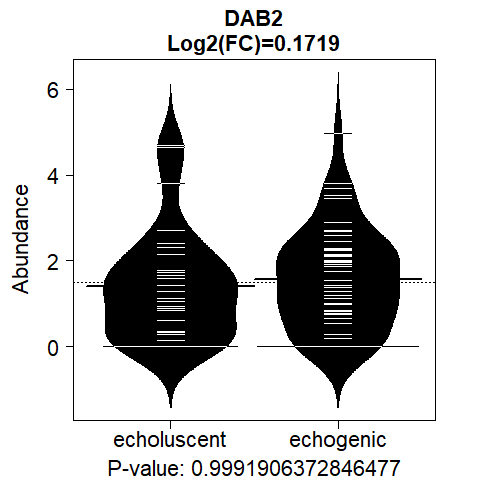 DAB2
Log2(FC)=0.1719
Abundance
6
4
2
0
echoluscent echogenic
P-value: 0.9991906372846477